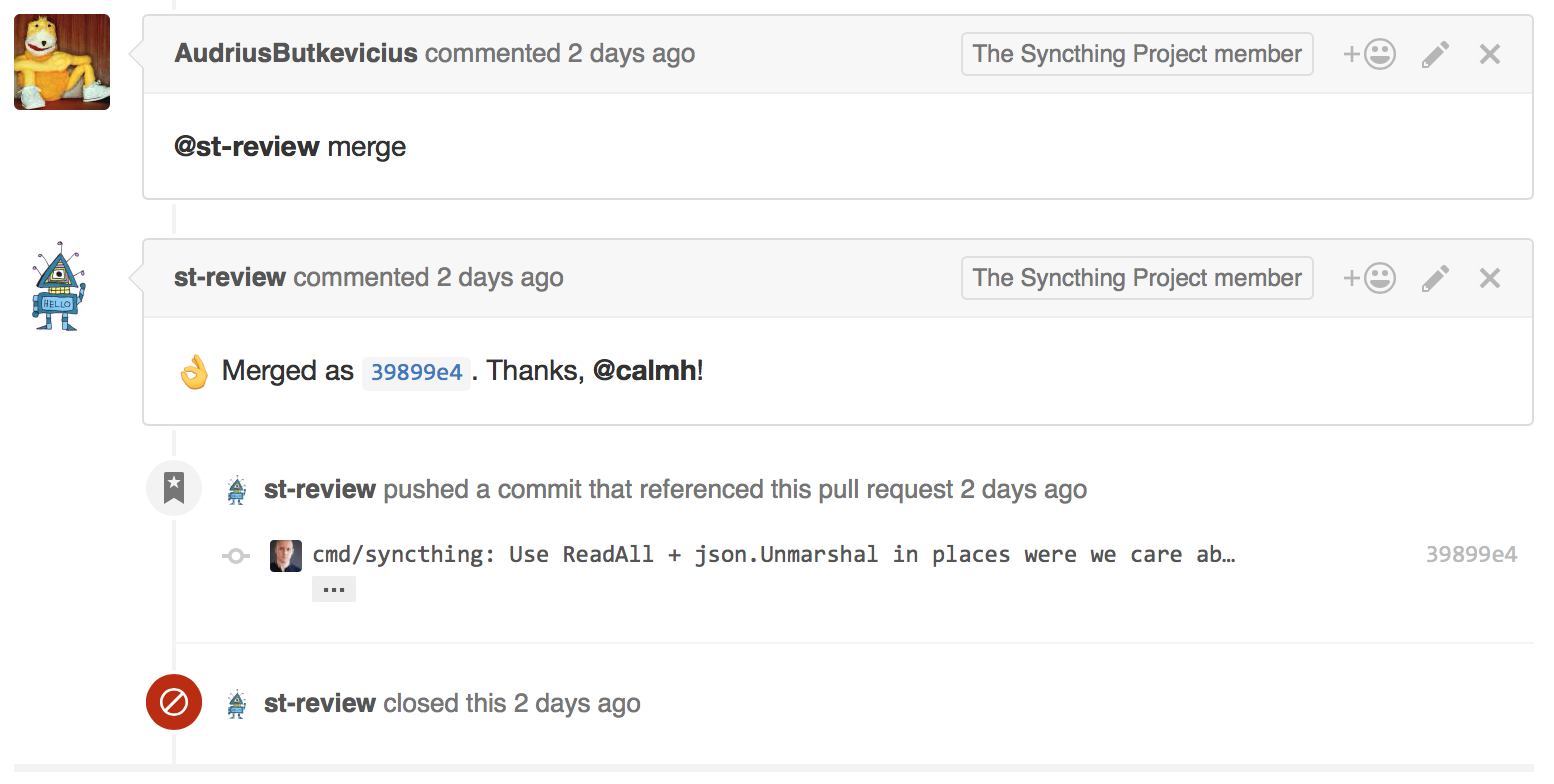 AudriusButkevicius commented 2 days ago The Syncthing Project member
@st-review merge
HELLO
st-review commented 2 days ago The Syncthing Project member
👌 Merged as 39899e4. Thanks, @calmh!
st-review pushed a commit that referenced this pull request 2 days ago
cmd/syncthing: Use ReadAll + json.Unmarshal in places were we care ab… 39899e4
…
st-review closed this 2 days ago